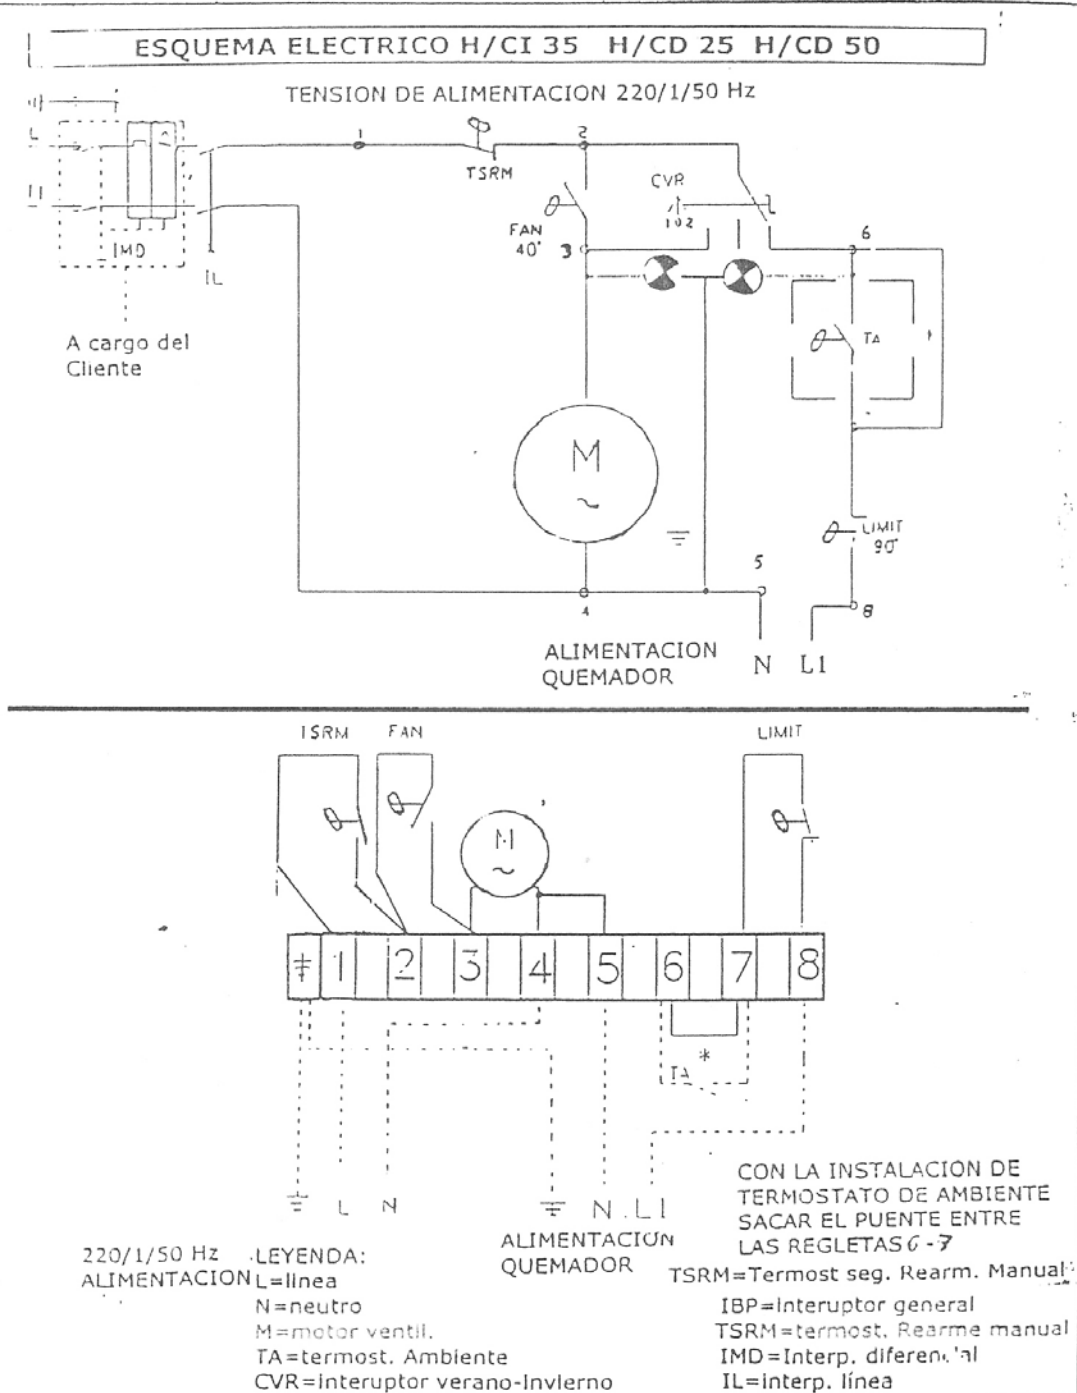 ESQUEMA ELECTRICO H/CI 35 H/CD 25 H/CD 50
TENSION DE ALIMENTACION 220/1/50 Hz
L
1
2
TSRM
CVR
102
FAN
40°
3
6
IMD
IL
TA
A cargo del
Cliente
M
~
LIMIT
90°
5
4
8
ALIMENTACION
QUEMADOR
N L1
FAN
LIMIT
M
~
1 2 3 4 5 6 7 8
*
TA
L N
N L1
ALIMENTACION
QUEMADOR
CON LA INSTALACION DE
TERMOSTATO DE AMBIENTE
SACAR EL PUENTE ENTRE
LAS REGLETAS 6-7
220/1/50 Hz
ALIMENTACION
LEYENDA:
L=linea
N=neutro
M=motor ventil.
TA=termost. Ambiente
CVR=interuptor verano-Invierno
TSRM=Termost seg. Rearm. Manual
IBP=interuptor general
TSRM=termost. Rearme manual
IMD=Interp.
IL=interp. línea